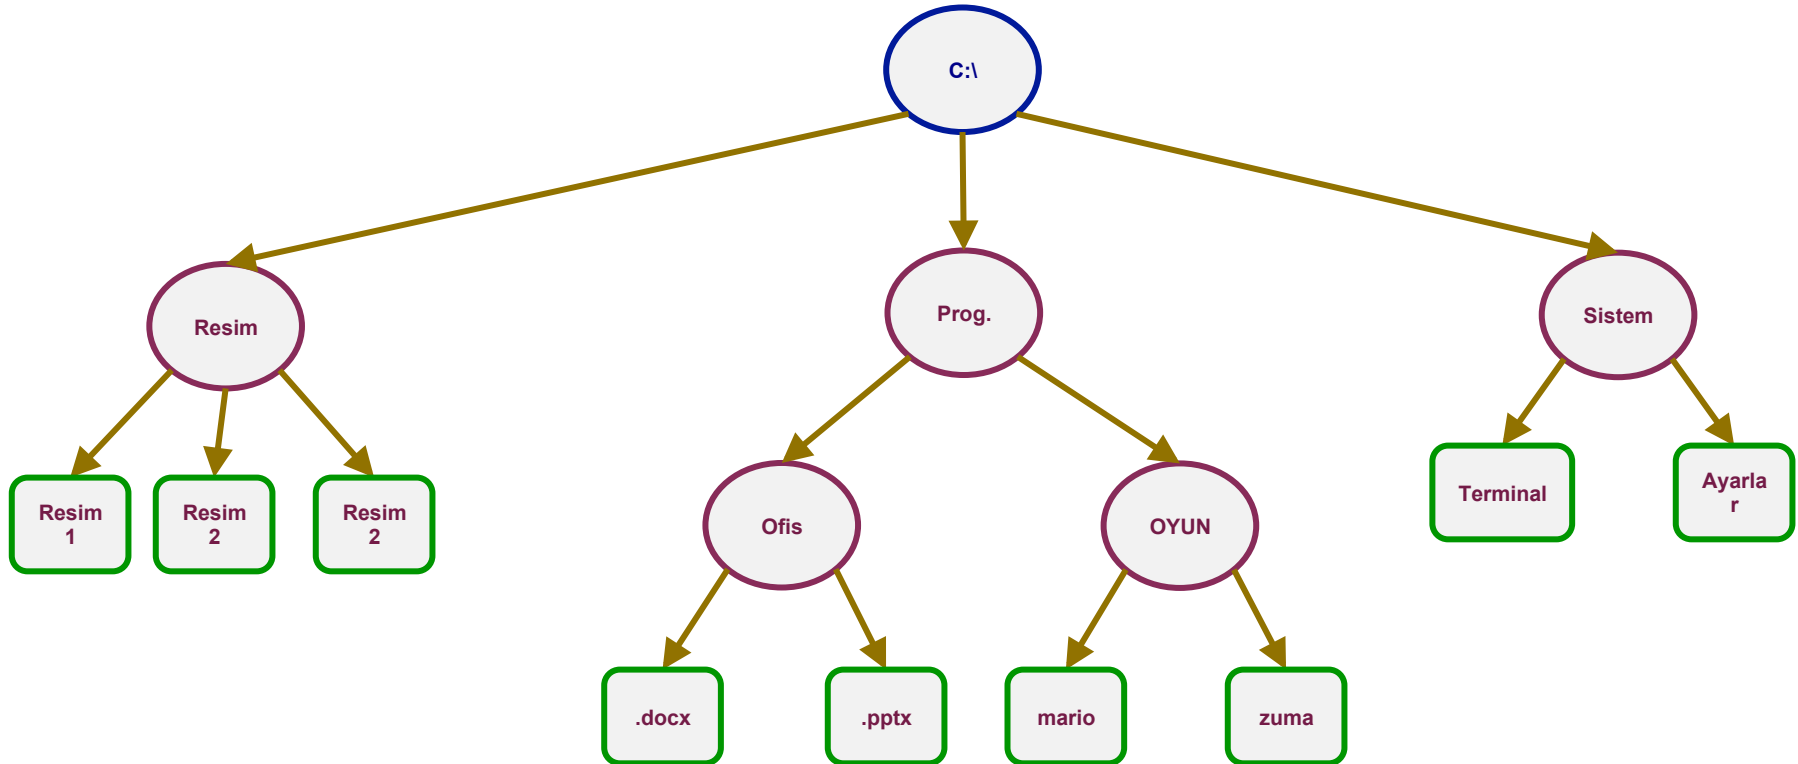 C:\
Resim
Prog.
Sistem
Resim
1
Resim
2
Resim
2
Ofis
OYUN
Terminal
Ayarla
r
.docx
.pptx
mario
zuma